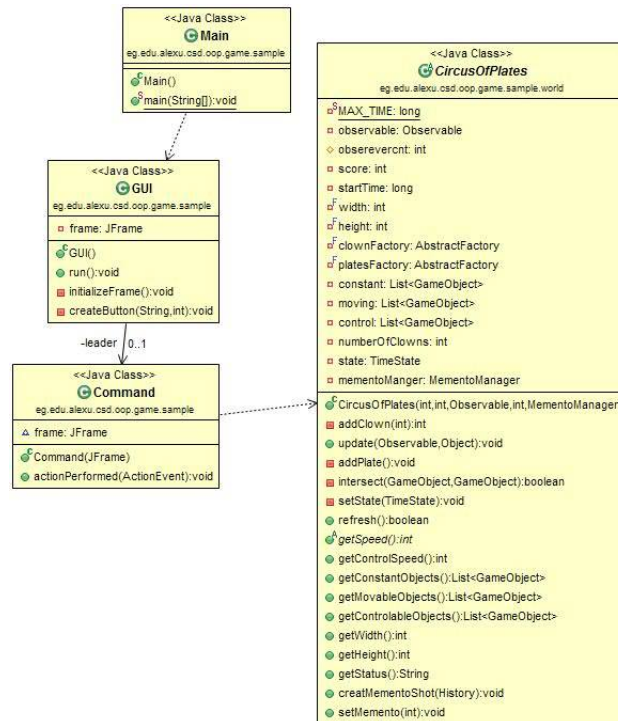 <<Java Class>>
Main
eg.edu.alexu.csd.oop.game.sample
Main()
main(String[]):void
<<Java Class>>
GUI
eg.edu.alexu.csd.oop.game.sample
frame: JFrame
GUI()
run():void
initializeFrame():void
createButton(String,int):void
-leader 0..1
<<Java Class>>
Command
eg.edu.alexu.csd.oop.game.sample
frame: JFrame
Command(JFrame)
actionPerformed(ActionEvent):void
<<Java Class>>
CircusOfPlates
eg.edu.alexu.csd.oop.game.sample.world
MAX_TIME: long
observable: Observable
obserevercnt: int
score: int
startTime: long
width: int
height: int
clownFactory: AbstractFactory
platesFactory: AbstractFactory
constant: List<GameObject>
moving: List<GameObject>
control: List<GameObject>
numberOfClowns: int
state: TimeState
mementoManger: MementoManager
CircusOfPlates(int,int,Observable,int,MementoManager
addClown(int):int
update(Observable,Object):void
addPlate():void
intersect(GameObject,GameObject):boolean
setState(TimeState):void
refresh():boolean
getSpeed():int
getControlSpeed():int
getConstantObjects():List<GameObject>
getMovableObjects():List<GameObject>
getControlableObjects():List<GameObject>
getWidth():int
getHeight():int
getStatus():String
creatMementoShot(History):void
setMemento(int):void